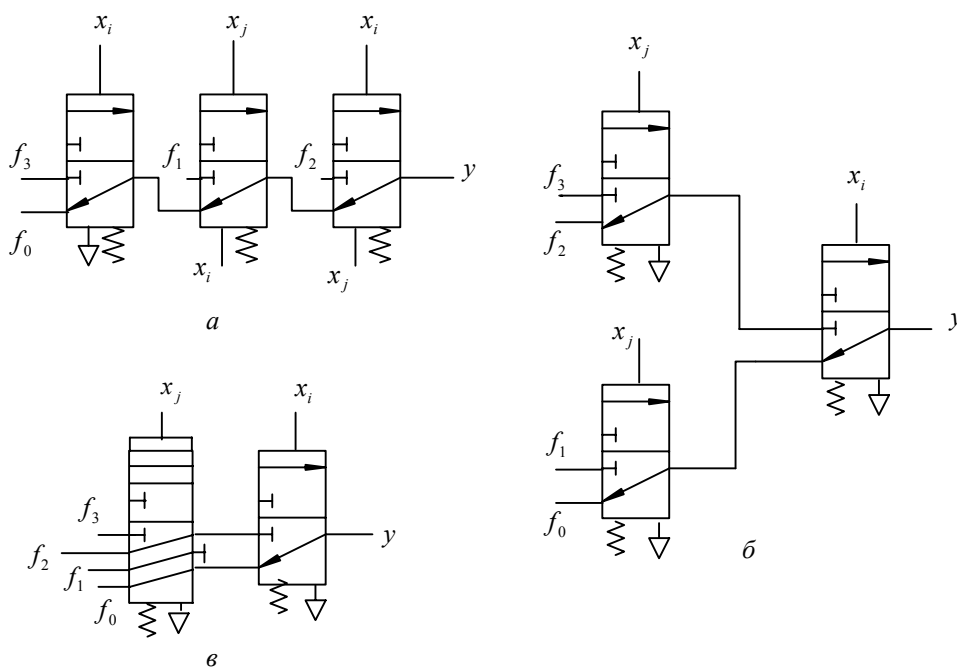 x_i x_j x_i
f_3 f_1 f_2 y
f_0
x_i x_j
а
x_j
f_3
f_2
x_i
y
x_j
f_1
f_0
б
x_j x_i
f_3
f_2 y
f_1
f_0
в